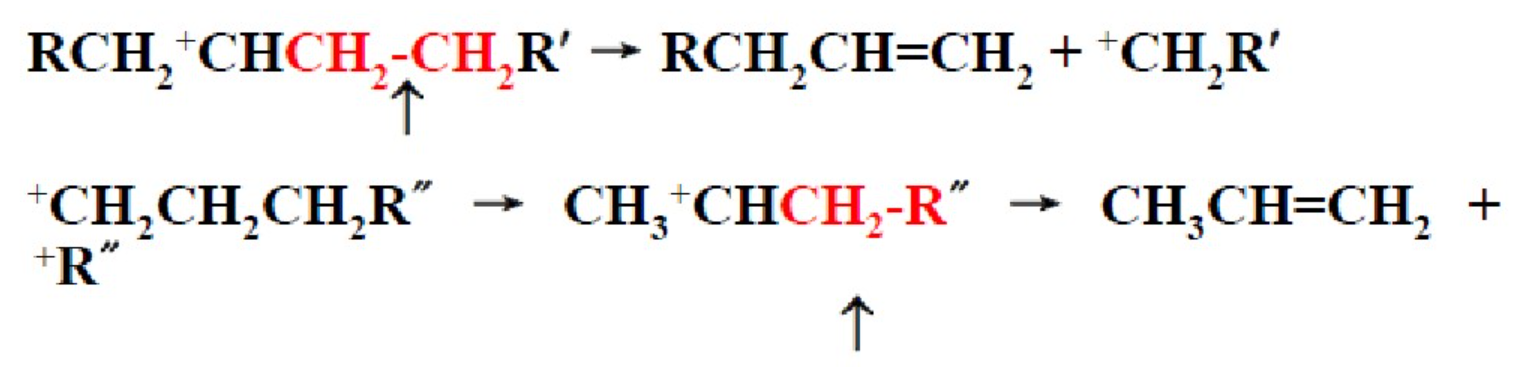 RCH₂⁺CHCH₂-CH₂R′ → RCH₂CH=CH₂ + ⁺CH₂R′
↑
⁺CH₂CH₂CH₂R″ → CH₃⁺CHCH₂-R″ → CH₃CH=CH₂ +
⁺R″
↑